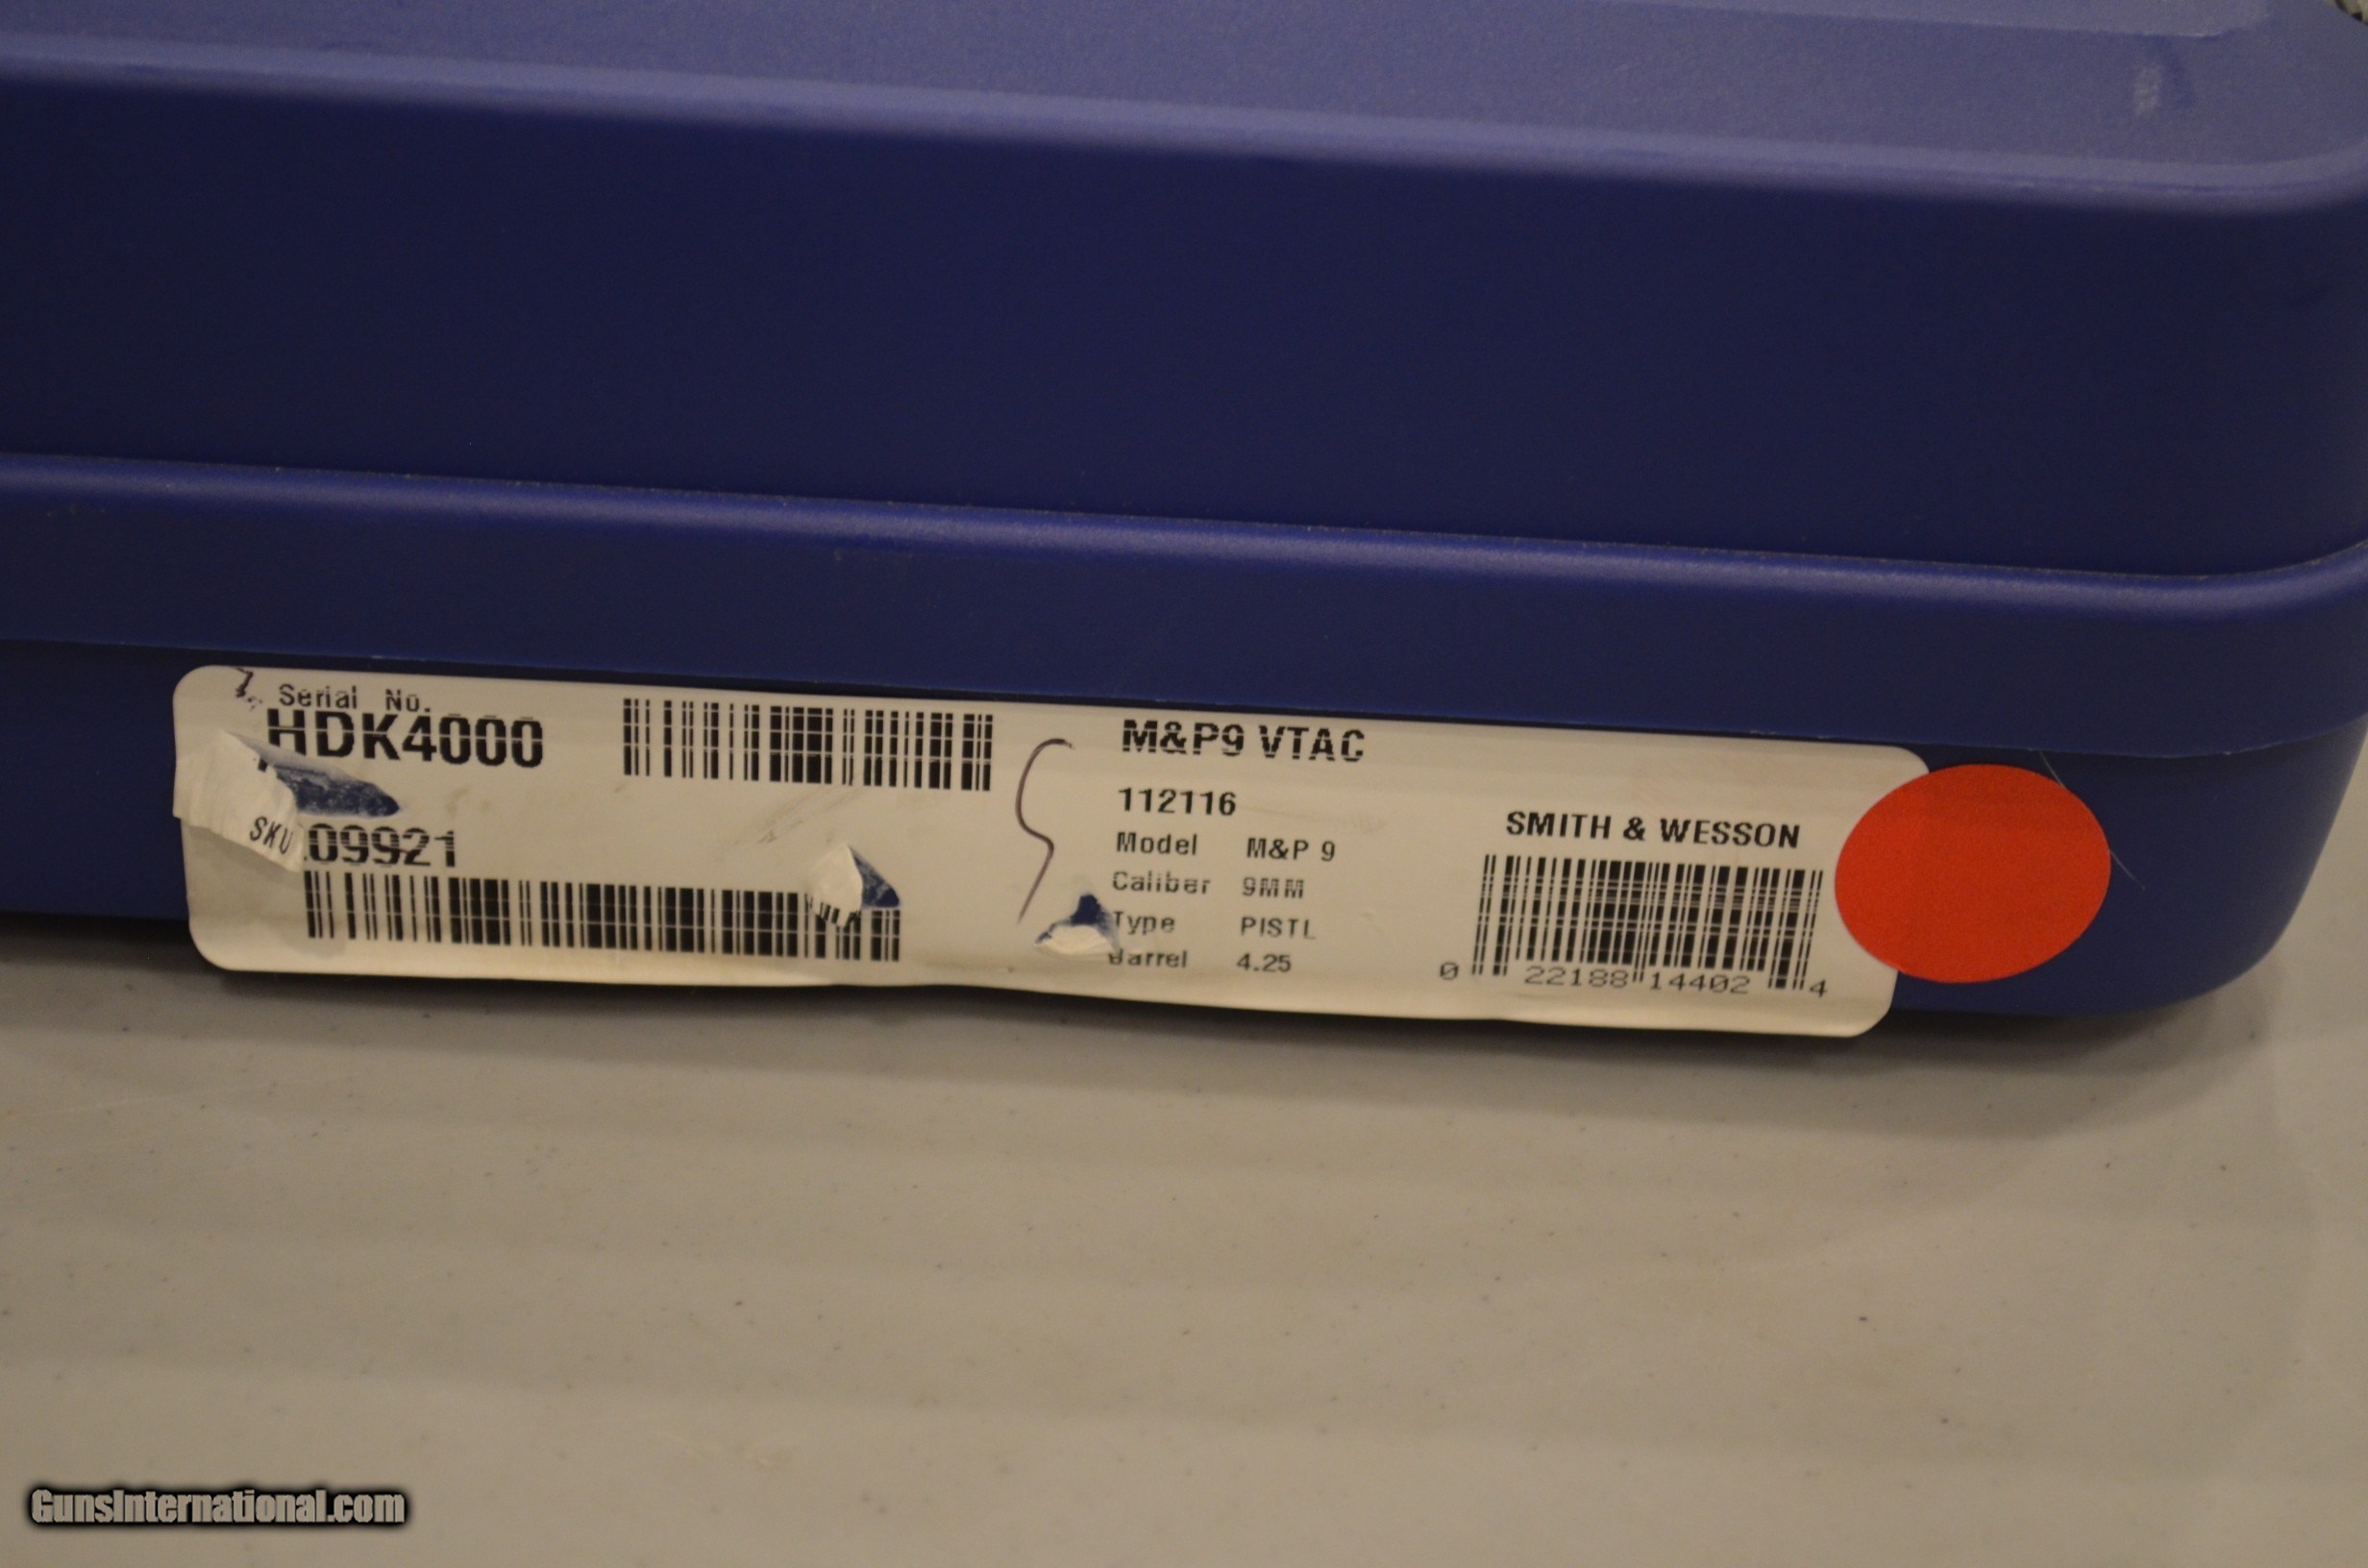 Serial No.
HDK4000
SKU 09921
M&P9 VTAC
112116
Model M&P 9
Caliber 9MM
Type PISTL
Barrel 4.25
SMITH & WESSON
0 22188 14402 4
GunsInternational.com